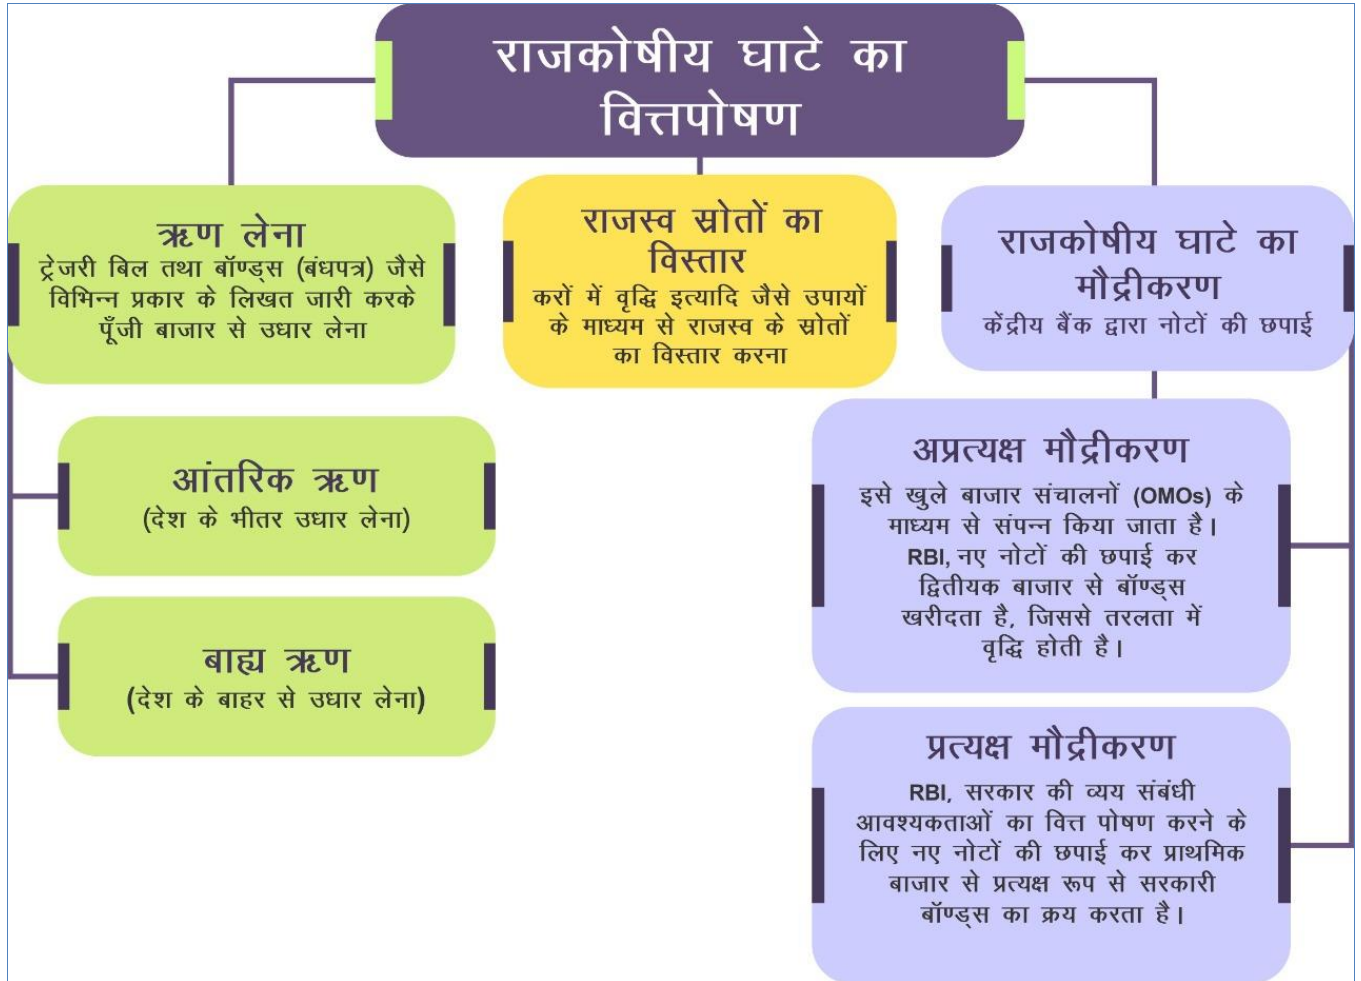 राजकोषीय घाटे का
वित्तपोषण
ऋण लेना
ट्रेजरी बिल तथा बॉण्ड्स (बंधपत्र) जैसे
विभिन्न प्रकार के लिखत जारी करके
पूँजी बाजार से उधार लेना
आंतरिक ऋण
(देश के भीतर उधार लेना)
बाह्य ऋण
(देश के बाहर से उधार लेना)
राजस्व स्रोतों का
विस्तार
करों में वृद्धि इत्यादि जैसे उपायों
के माध्यम से राजस्व के स्रोतों
का विस्तार करना
राजकोषीय घाटे का
मौद्रीकरण
केंद्रीय बैंक द्वारा नोटों की छपाई
अप्रत्यक्ष मौद्रीकरण
इसे खुले बाजार संचालनों (OMOs) के
माध्यम से संपन्न किया जाता है।
RBI, नए नोटों की छपाई कर
द्वितीयक बाजार से बॉण्ड्स
खरीदता है, जिससे तरलता में
वृद्धि होती है।
प्रत्यक्ष मौद्रीकरण
RBI, सरकार की व्यय संबंधी
आवश्यकताओं का वित्त पोषण करने के
लिए नए नोटों की छपाई कर प्राथमिक
बाजार से प्रत्यक्ष रूप से सरकारी
बॉण्ड्स का क्रय करता है।